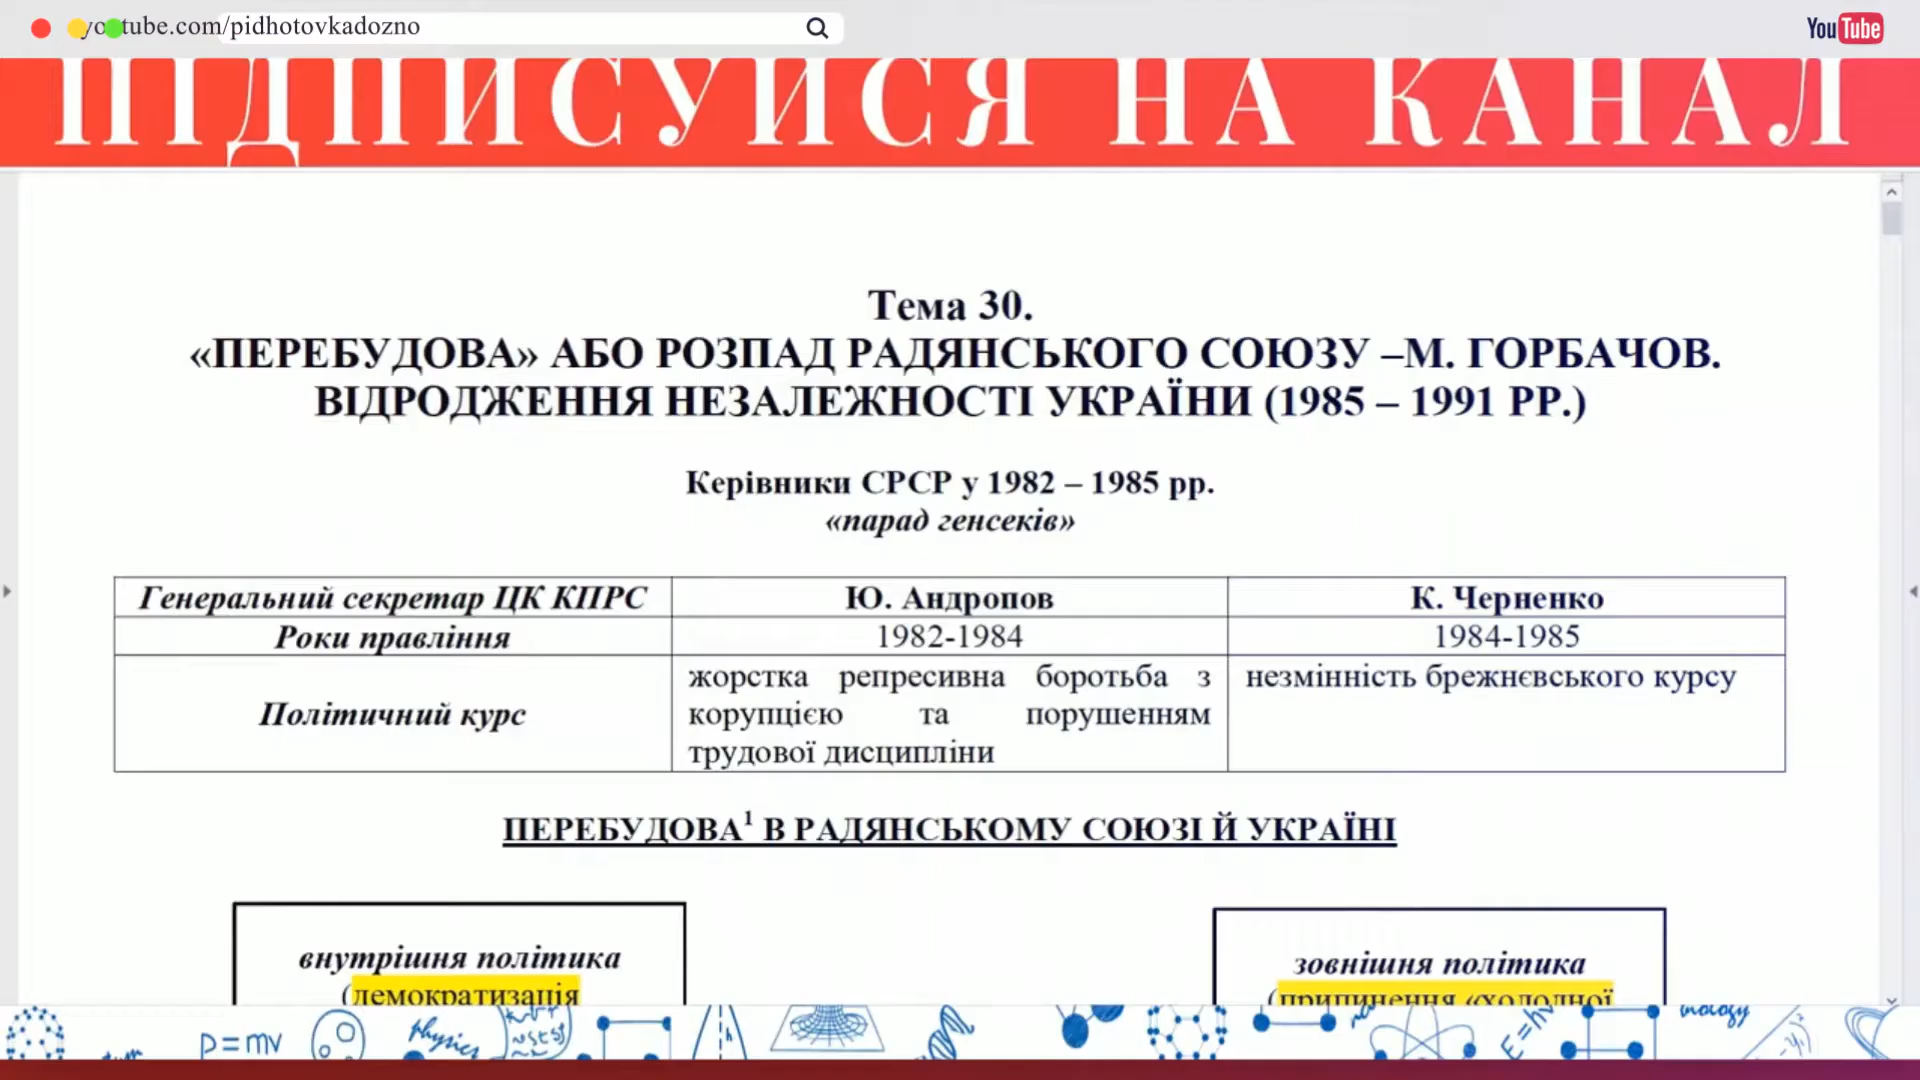 youtube.com/pidhotovkadozno
YouTube
ПІДПИСУЙСЯ НА КАНАЛ
Тема 30.
«ПЕРЕБУДОВА» АБО РОЗПАД РАДЯНСЬКОГО СОЮЗУ –М. ГОРБАЧОВ.
ВІДРОДЖЕННЯ НЕЗАЛЕЖНОСТІ УКРАЇНИ (1985 – 1991 РР.)
Керівники СРСР у 1982 – 1985 рр.
«парад генсеків»
Генеральний секретар ЦК КПРС Ю. Андропов К. Черненко
Роки правління 1982-1984 1984-1985
Політичний курс
жорстка репресивна боротьба з
корупцією та порушенням
трудової дисципліни
незмінність брежнєвського курсу
ПЕРЕБУДОВА¹ В РАДЯНСЬКОМУ СОЮЗІ Й УКРАЇНІ
внутрішня політика
(демократизація
зовнішня політика
(припинення «холодної
P=mv
physics
h
E=hν